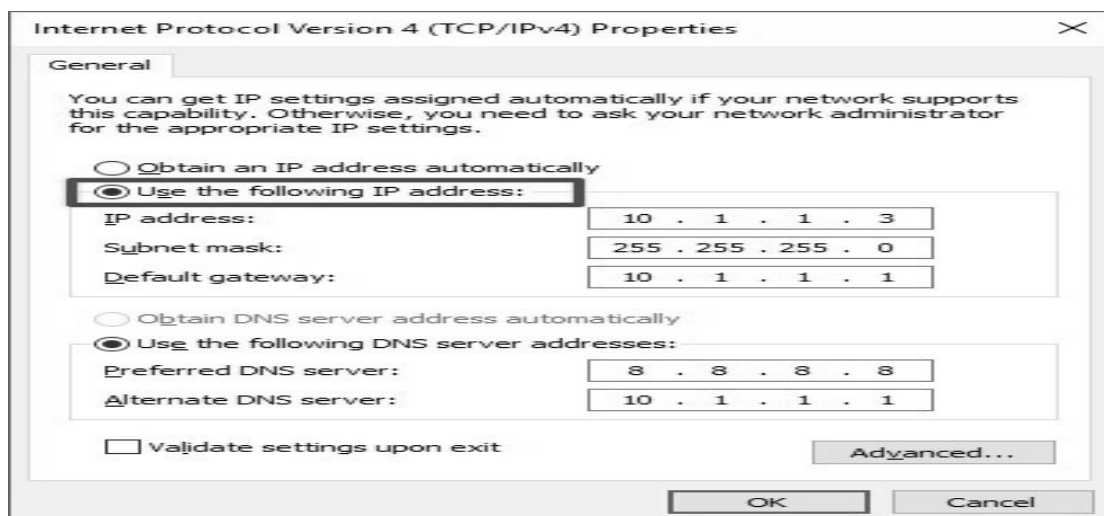 Internet Protocol Version 4 (TCP/IPv4) Properties
General
You can get IP settings assigned automatically if your network supports
this capability. Otherwise, you need to ask your network administrator
for the appropriate IP settings.
Obtain an IP address automatically
Use the following IP address:
IP address: 10 . 1 . 1 . 3
Subnet mask: 255 . 255 . 255 . 0
Default gateway: 10 . 1 . 1 . 1
Obtain DNS server address automatically
Use the following DNS server addresses:
Preferred DNS server: 8 . 8 . 8 . 8
Alternate DNS server: 10 . 1 . 1 . 1
Validate settings upon exit
Advanced...
OK Cancel